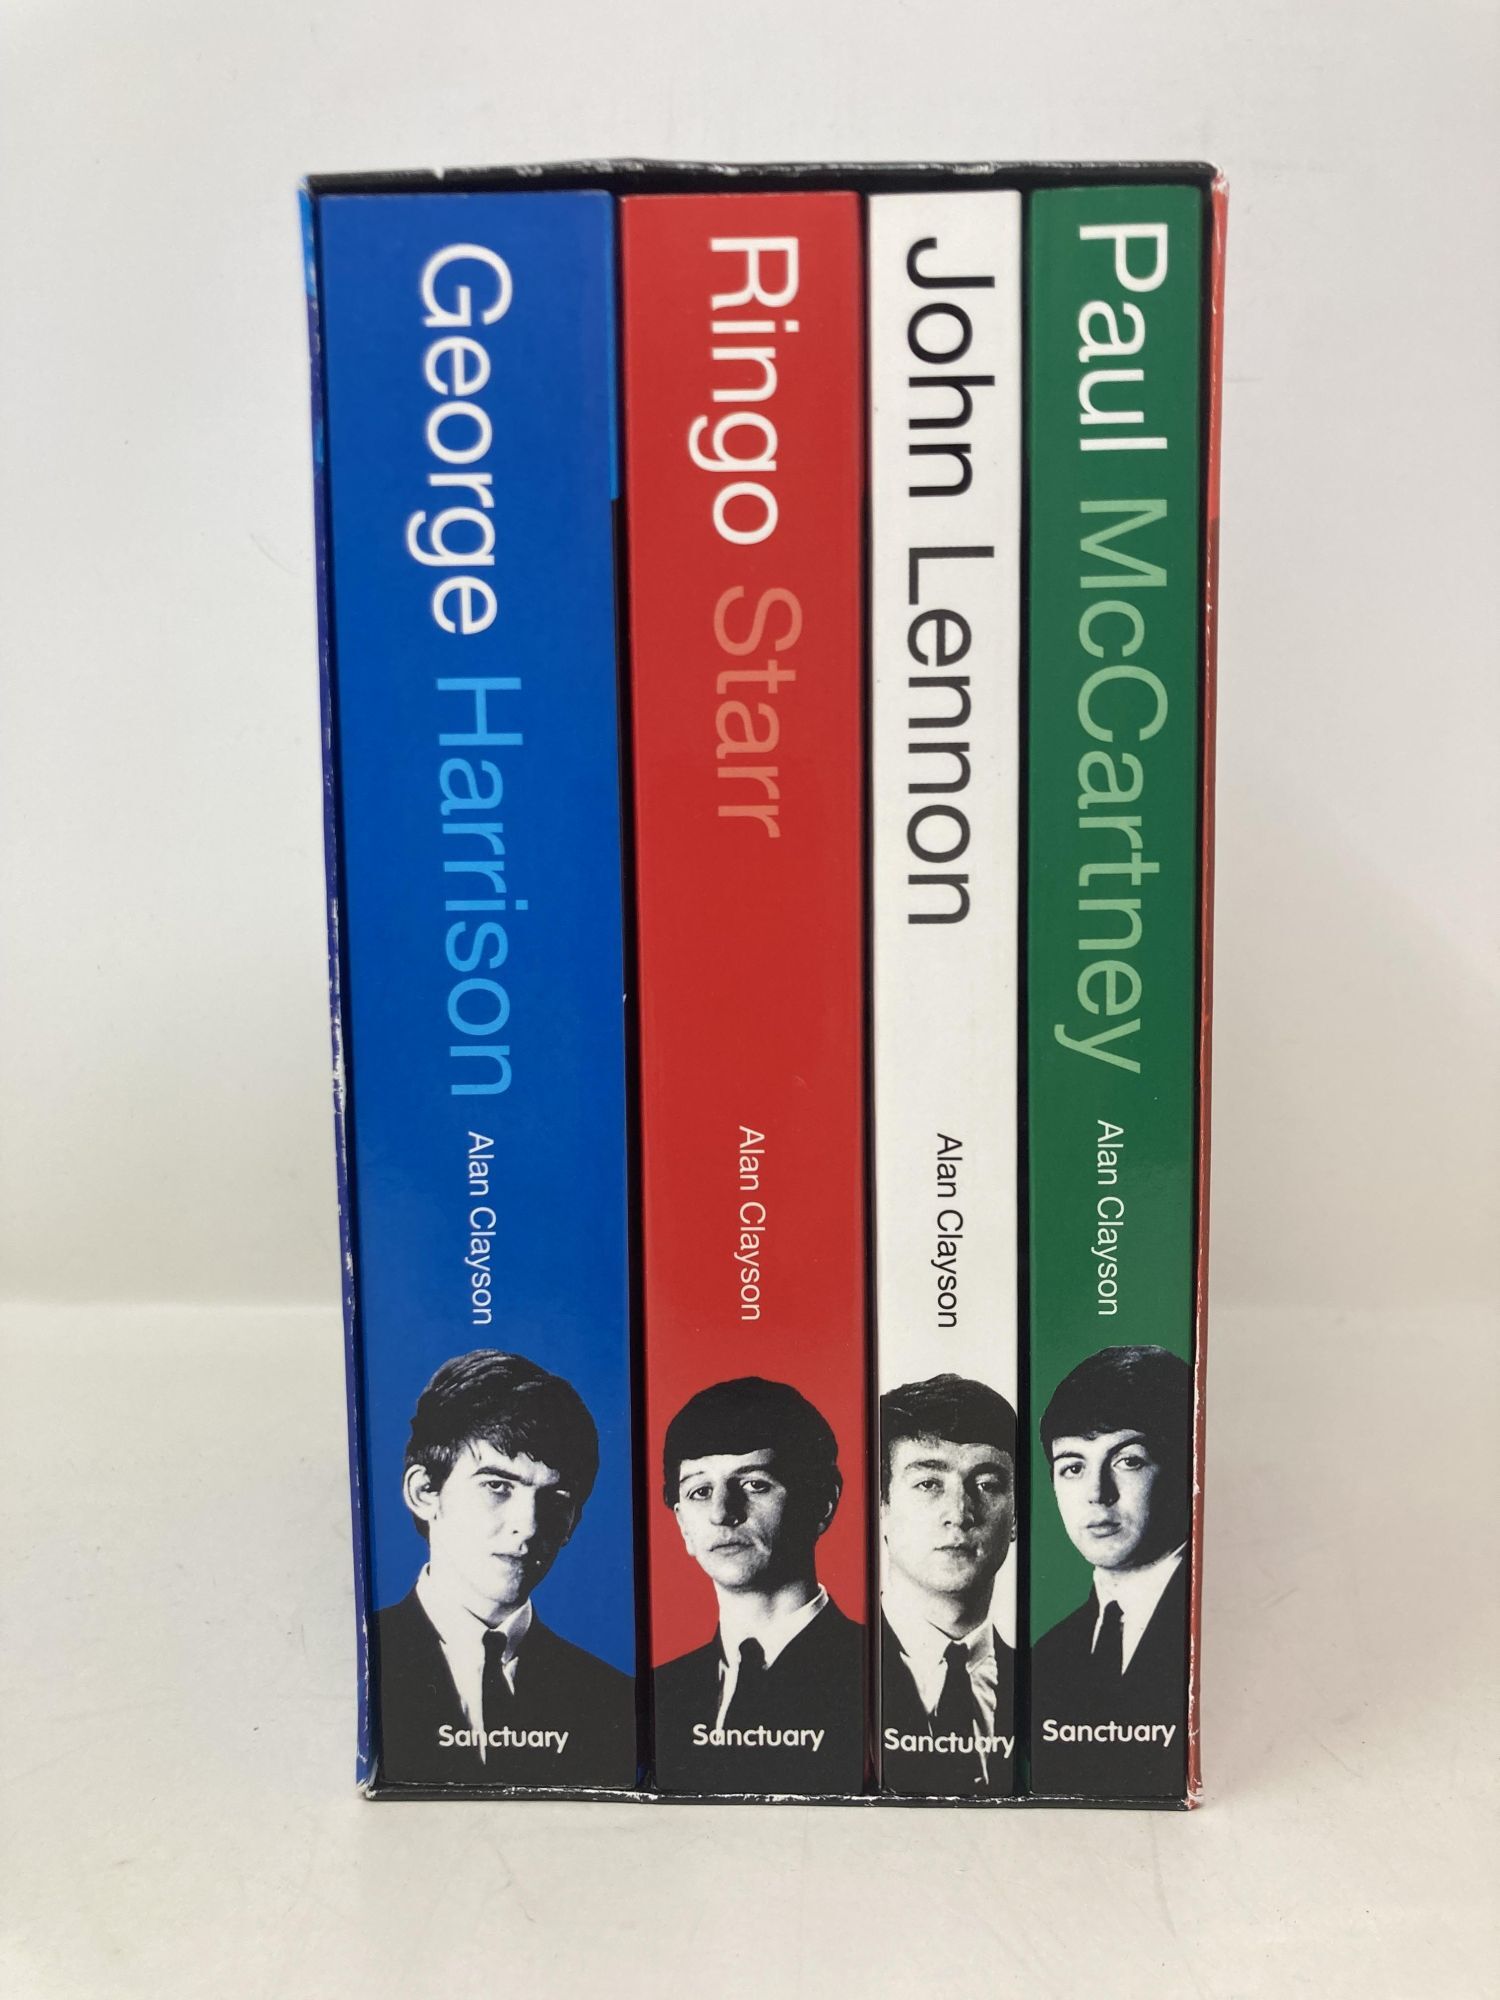 George Harrison
Alan Clayson
Sanctuary
Ringo Starr
Alan Clayson
Sanctuary
John Lennon
Alan Clayson
Sanctuary
Paul McCartney
Alan Clayson
Sanctuary